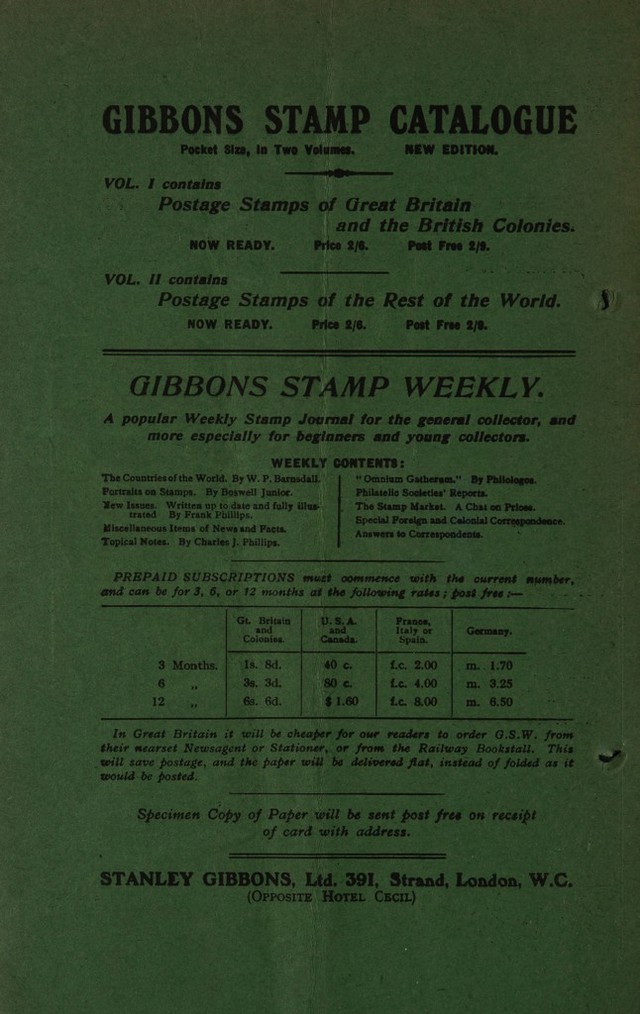 GIBBONS STAMP CATALOGUE
Pocket Size, in Two Volumes. NEW EDITION.
VOL. I contains
Postage Stamps of Great Britain
and the British Colonies.
NOW READY. Price 2/6. Post Free 2/9.
VOL. II contains
Postage Stamps of the Rest of the World.
NOW READY. Price 2/6. Post Free 2/9.
GIBBONS STAMP WEEKLY.
A popular Weekly Stamp Journal for the general collector, and
more especially for beginners and young collectors.
WEEKLY CONTENTS:
The Countries of the World. By W. P. Barnsdall.
Portraits on Stamps. By Boswell Junior.
New Issues. Written up to date and fully illus-
trated By Frank Phillips.
Miscellaneous Items of News and Facts.
Topical Notes. By Charles J. Phillips.
"Omnium Gatherum." By Philologos.
Philatelic Societies' Reports.
The Stamp Market. A Chat on Prices.
Special Foreign and Colonial Correspondence.
Answers to Correspondents.
PREPAID SUBSCRIPTIONS must commence with the current number,
and can be for 3, 6, or 12 months at the following rates; post free:—
Gt. Britain and Colonies. U.S.A. and Canada. France, Italy or Spain. Germany.
3 Months. 1s. 8d. 40 c. f.c. 2.00 m. 1.70
6 „ 3s. 3d. 80 c. f.c. 4.00 m. 3.25
12 „ 6s. 6d. $1.60 f.c. 8.00 m. 6.50
In Great Britain it will be cheaper for our readers to order G.S.W. from
their nearset Newsagent or Stationer, or from the Railway Bookstall. This
will save postage, and the paper will be delivered flat, instead of folded as it
would be posted.
Specimen Copy of Paper will be sent post free on receipt
of card with address.
STANLEY GIBBONS, Ltd. 391, Strand, London, W.C.
(OPPOSITE HOTEL CECIL)